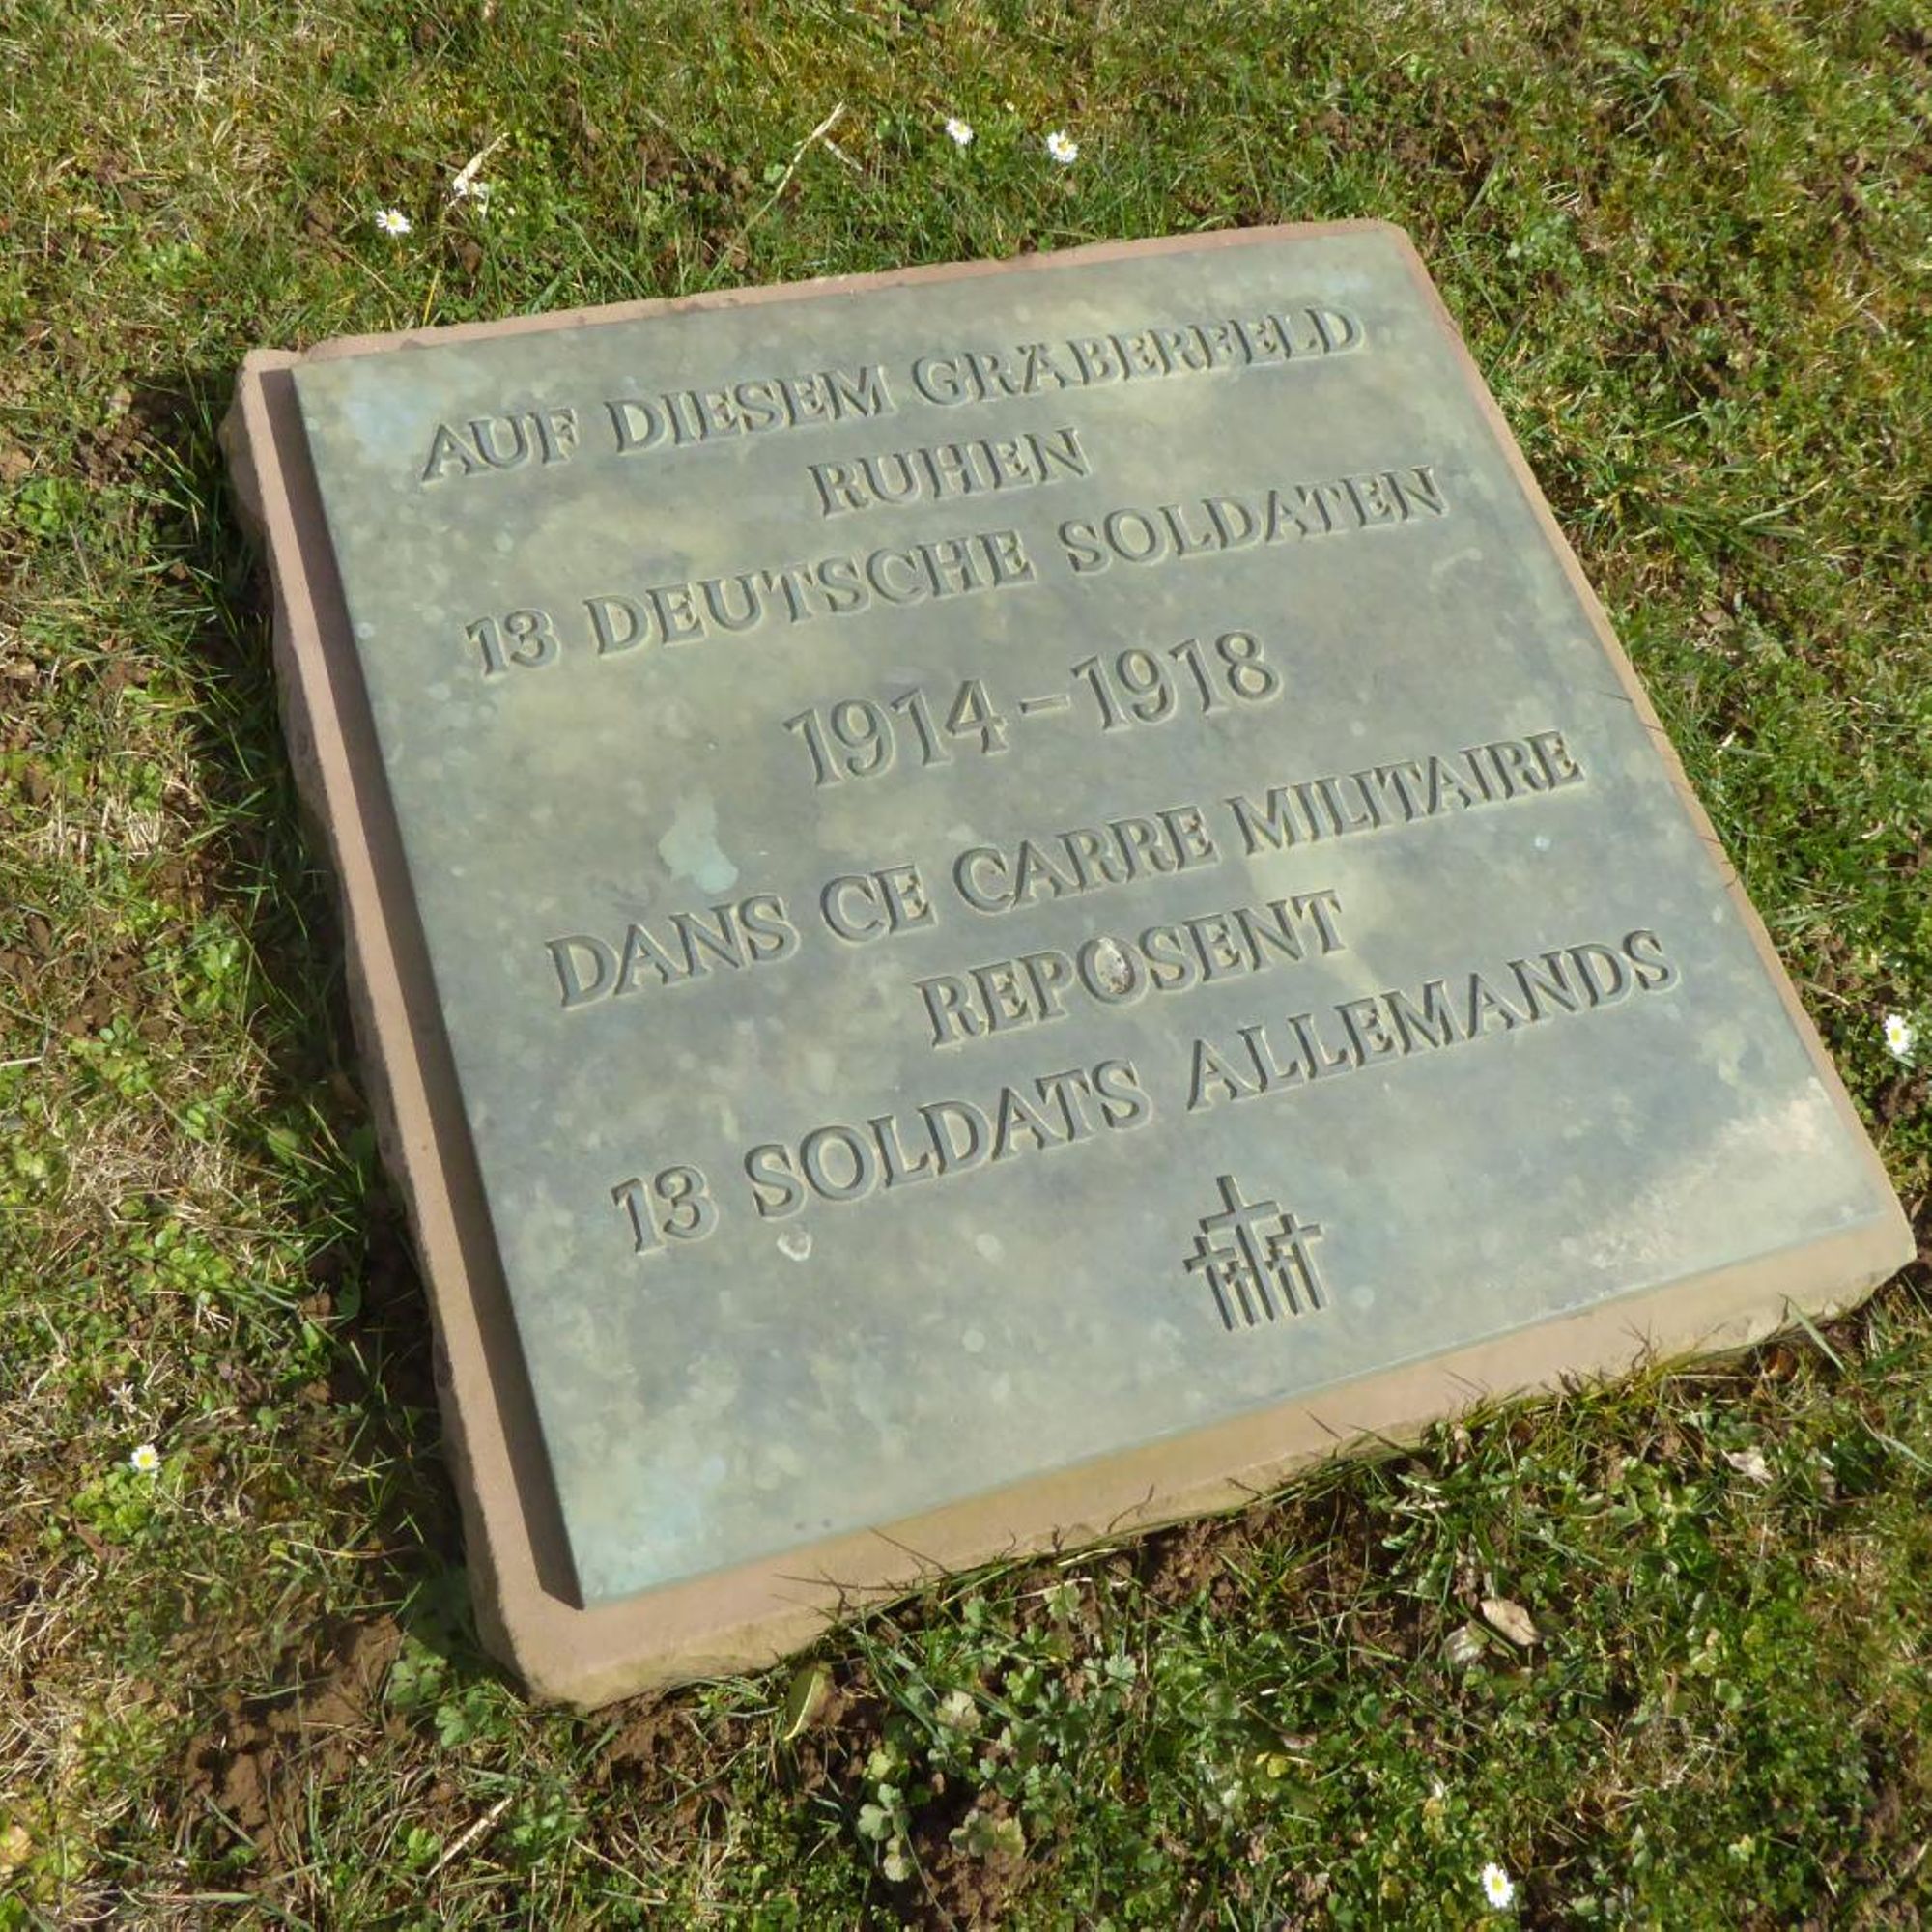 AUF DIESEM GRÄBERFELD
RUHEN
13 DEUTSCHE SOLDATEN
1914-1918
DANS CE CARRE MILITAIRE
REPOSENT
13 SOLDATS ALLEMANDS